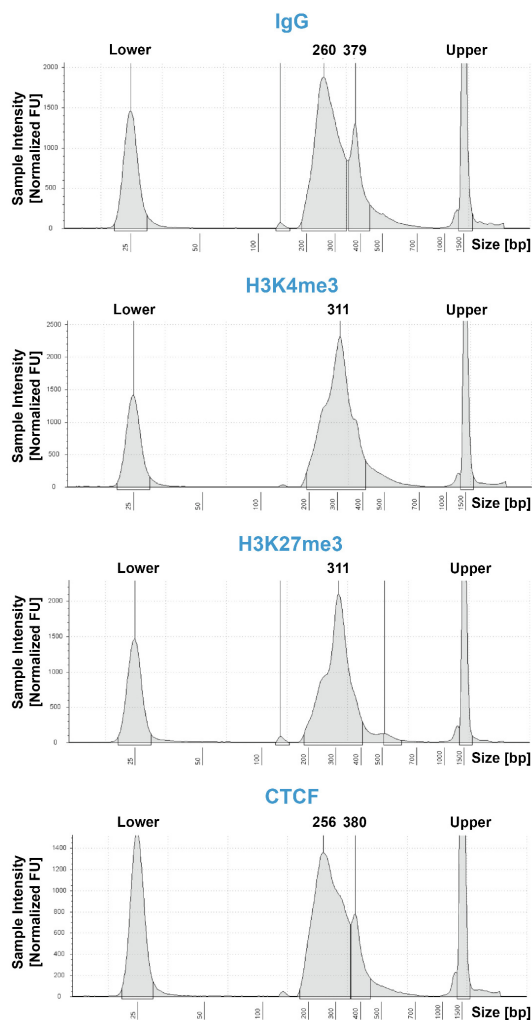 IgG
Lower 260 379 Upper
Sample Intensity
[Normalized FU]
2000
1500
1000
500
0
25 50 100 200 300 400 500 700 1000 1500 Size [bp]
H3K4me3
Lower 311 Upper
Sample Intensity
[Normalized FU]
2500
2000
1500
1000
500
0
25 50 100 200 300 400 500 700 1000 1500 Size [bp]
H3K27me3
Lower 311 Upper
Sample Intensity
[Normalized FU]
2000
1500
1000
500
0
25 50 100 200 300 400 500 700 1000 1500 Size [bp]
CTCF
Lower 256 380 Upper
Sample Intensity
[Normalized FU]
1400
1200
1000
800
600
400
200
0
25 50 100 200 300 400 500 700 1000 1500 Size [bp]